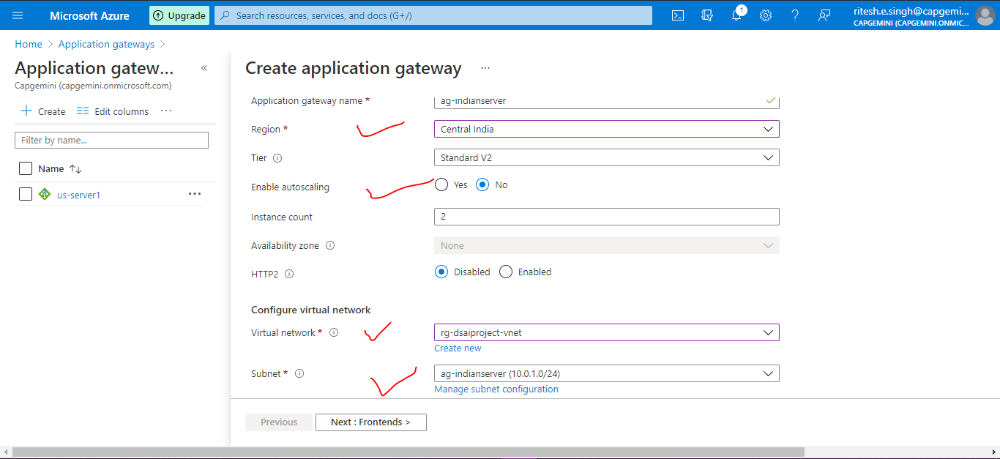 Microsoft Azure
Upgrade
Search resources, services, and docs (G+/)
1
ritesh.e.singh@capgemi...
CAPGEMINI (CAPGEMINI.ONMIC...
Home > Application gateways >
Application gatew...
«
Capgemini (capgemini.onmicrosoft.com)
+ Create
Edit columns
...
Filter by name...
Name ↑↓
us-server1
...
Create application gateway
...
Application gateway name *
ag-indianserver
Region *
Central India
Tier
Standard V2
Enable autoscaling
Yes
No
Instance count
2
Availability zone
None
HTTP2
Disabled
Enabled
Configure virtual network
Virtual network *
rg-dsaiproject-vnet
Create new
Subnet *
ag-indianserver (10.0.1.0/24)
Manage subnet configuration
Previous
Next : Frontends >